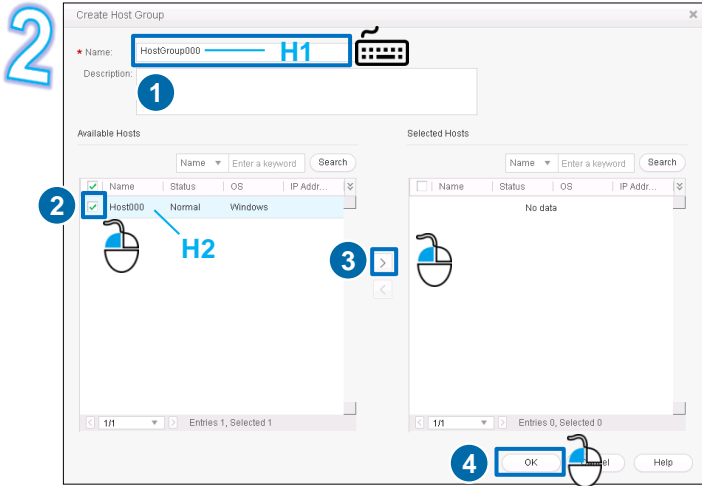 2
Create Host Group
* Name: HostGroup000 H1
Description:
1
Available Hosts Selected Hosts
Name Enter a keyword Search Name Enter a keyword Search
Name Status OS IP Addr... Name Status OS IP Addr...
2 Host000 Normal Windows No data
H2
3 >
<
< 1/1 > Entries 1, Selected 1 < 1/1 > Entries 0, Selected 0
4 OK el Help